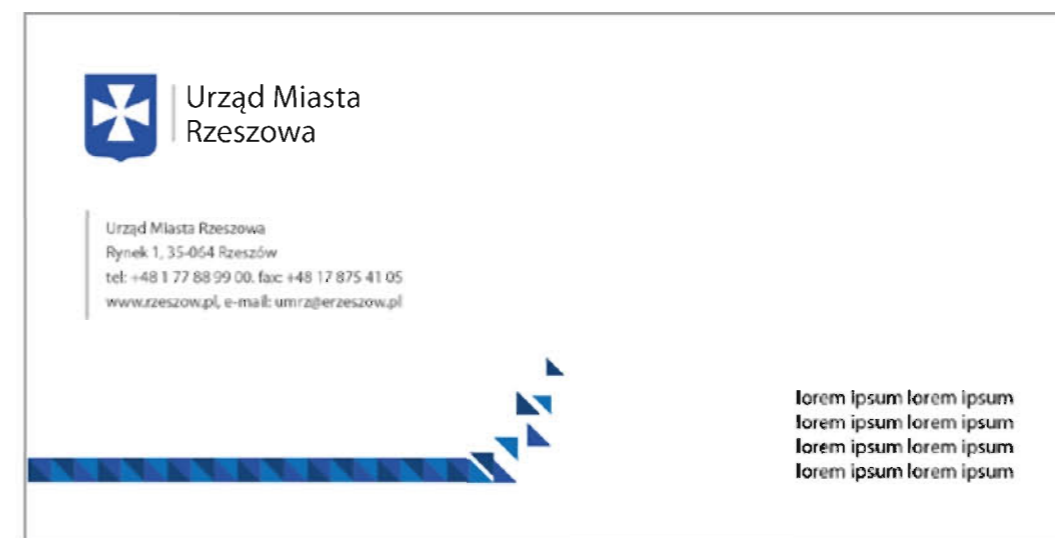 Urząd Miasta
Rzeszowa
Urząd Miasta Rzeszowa
Rynek 1, 35-064 Rzeszów
tel: +48 1 77 88 99 00, fax: +48 17 875 41 05
www.rzeszow.pl, e-mail: umrz@erzeszow.pl
lorem ipsum lorem ipsum
lorem ipsum lorem ipsum
lorem ipsum lorem ipsum
lorem ipsum lorem ipsum